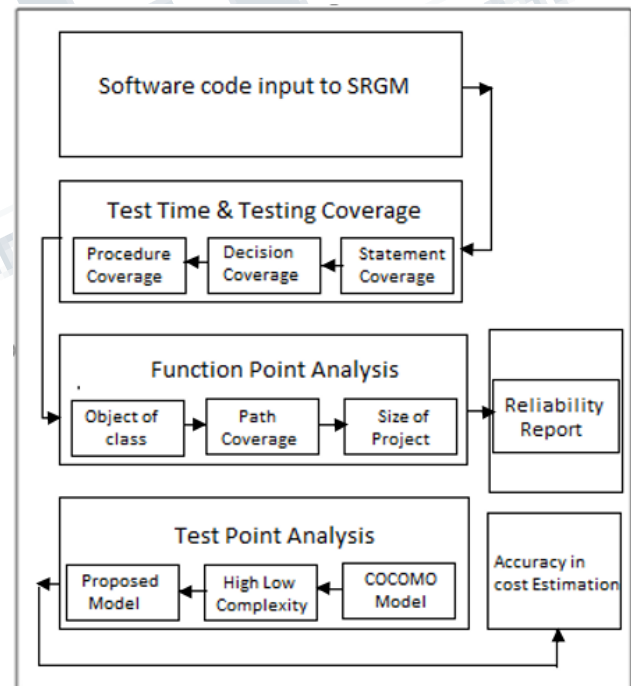 Software code input to SRGM
Test Time & Testing Coverage
Procedure
Coverage
Decision
Coverage
Statement
Coverage
Function Point Analysis
Object of
class
Path
Coverage
Size of
Project
Reliability
Report
Test Point Analysis
Proposed
Model
High Low
Complexity
COCOMO
Model
Accuracy in
cost Estimation